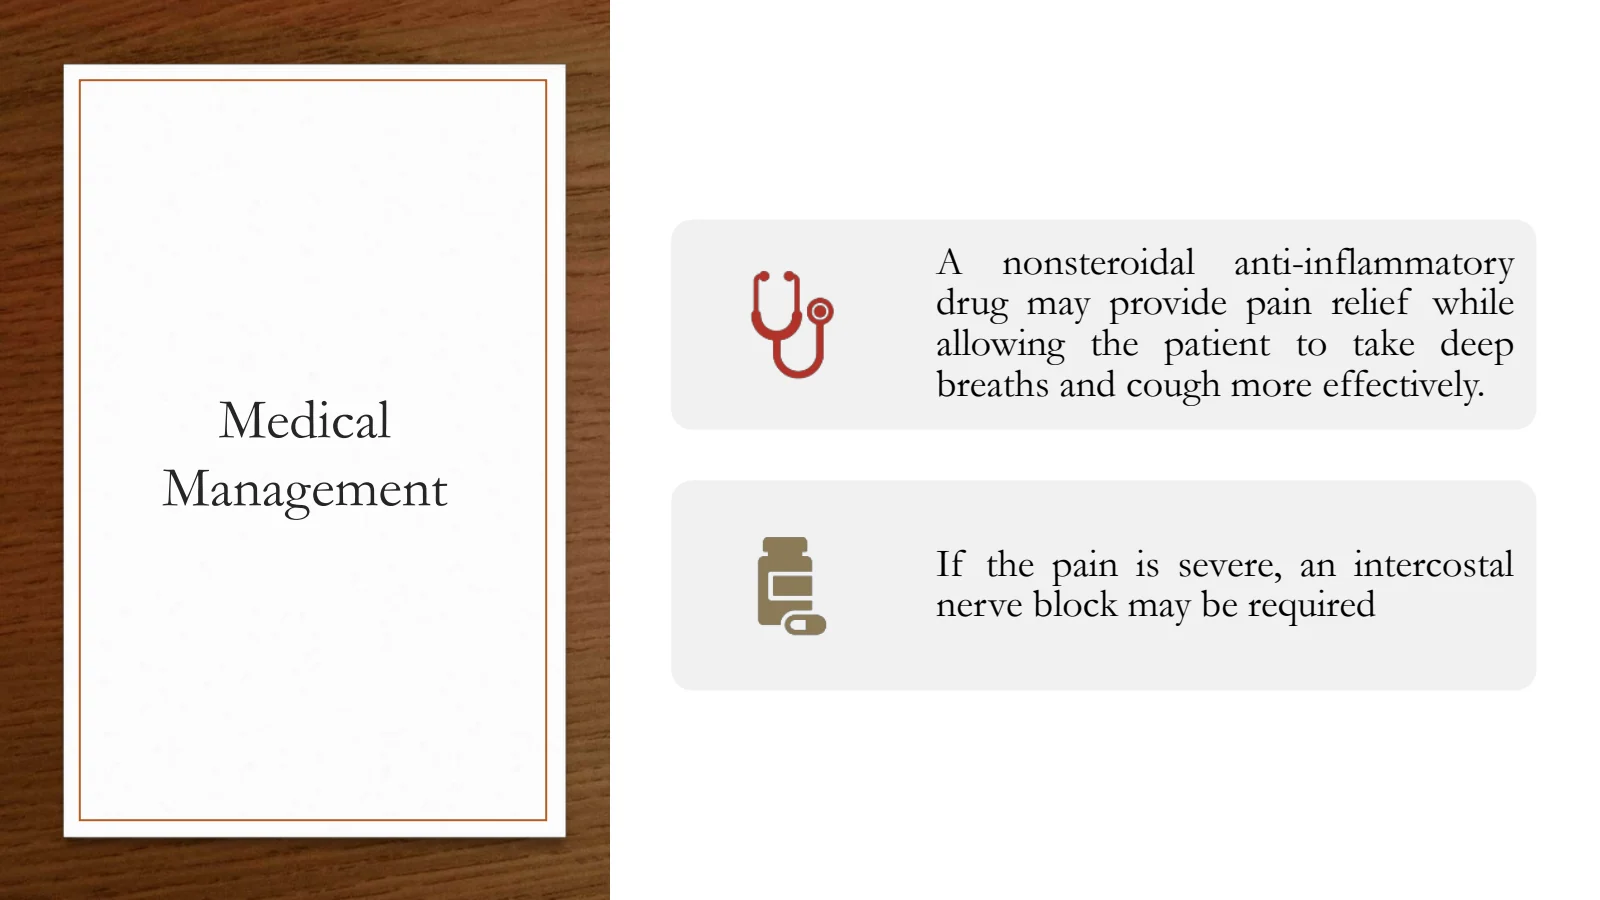 Medical
Management
A nonsteroidal anti-inflammatory
drug may provide pain relief while
allowing the patient to take deep
breaths and cough more effectively.
If the pain is severe, an intercostal
nerve block may be required